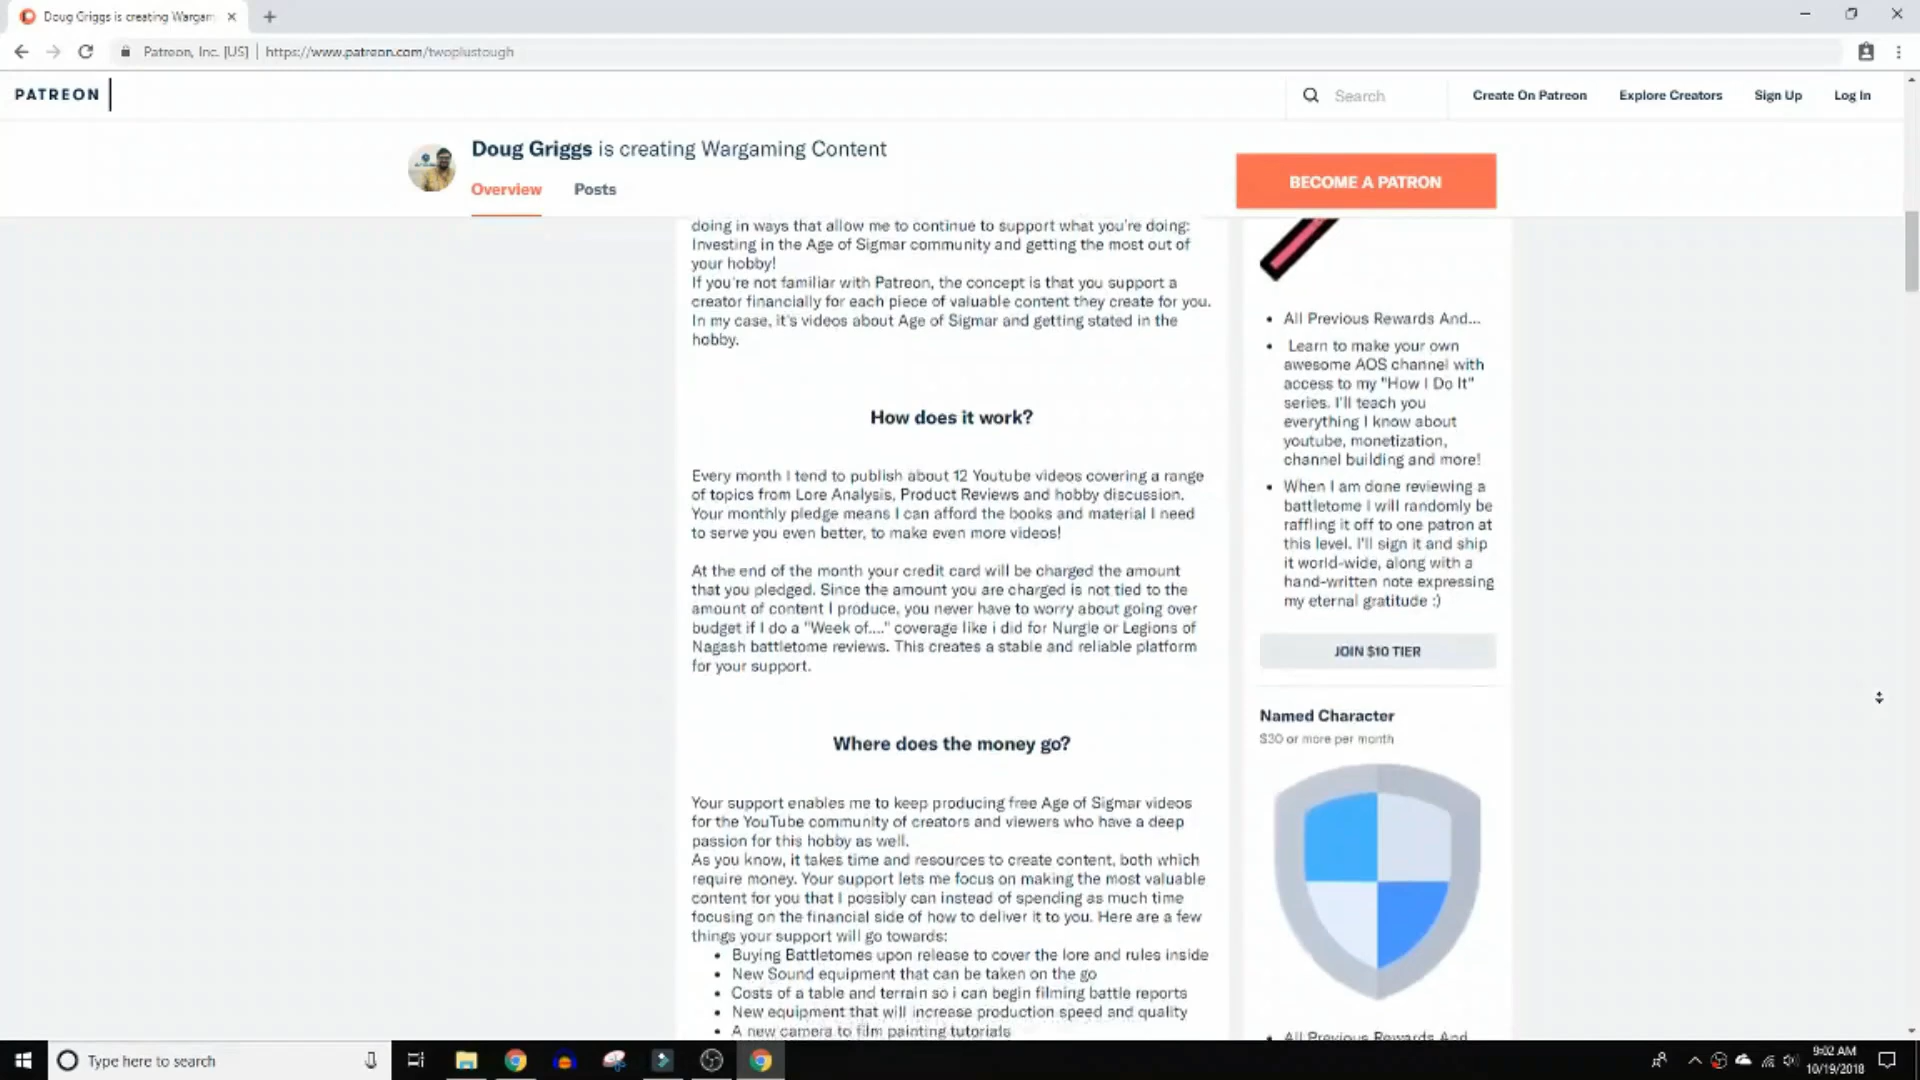 Doug Griggs is creating Wargam
Patreon, Inc. [US] | https://www.patreon.com/twoplustough
PATREON
Search
Create On Patreon
Explore Creators
Sign Up
Log In
Doug Griggs is creating Wargaming Content
Overview
Posts
BECOME A PATRON
doing in ways that allow me to continue to support what you're doing:
Investing in the Age of Sigmar community and getting the most out of
your hobby!
If you're not familiar with Patreon, the concept is that you support a
creator financially for each piece of valuable content they create for you.
In my case, it's videos about Age of Sigmar and getting stated in the
hobby.
How does it work?
Every month I tend to publish about 12 Youtube videos covering a range
of topics from Lore Analysis, Product Reviews and hobby discussion.
Your monthly pledge means I can afford the books and material I need
to serve you even better, to make even more videos!
At the end of the month your credit card will be charged the amount
that you pledged. Since the amount you are charged is not tied to the
amount of content I produce, you never have to worry about going over
budget if I do a "Week of...." coverage like i did for Nurgle or Legions of
Nagash battletome reviews. This creates a stable and reliable platform
for your support.
Where does the money go?
Your support enables me to keep producing free Age of Sigmar videos
for the YouTube community of creators and viewers who have a deep
passion for this hobby as well.
As you know, it takes time and resources to create content, both which
require money. Your support lets me focus on making the most valuable
content for you that I possibly can instead of spending as much time
focusing on the financial side of how to deliver it to you. Here are a few
things your support will go towards:
• Buying Battletomes upon release to cover the lore and rules inside
• New Sound equipment that can be taken on the go
• Costs of a table and terrain so i can begin filming battle reports
• New equipment that will increase production speed and quality
• A new camera to film painting tutorials
• All Previous Rewards And...
• Learn to make your own
awesome AOS channel with
access to my "How I Do It"
series. I'll teach you
everything I know about
youtube, monetization,
channel building and more!
• When I am done reviewing a
battletome I will randomly be
raffling it off to one patron at
this level. I'll sign it and ship
it world-wide, along with a
hand-written note expressing
my eternal gratitude :)
JOIN $10 TIER
Named Character
$30 or more per month
• All Previous Rewards And
Type here to search
9:02 AM
10/19/2018